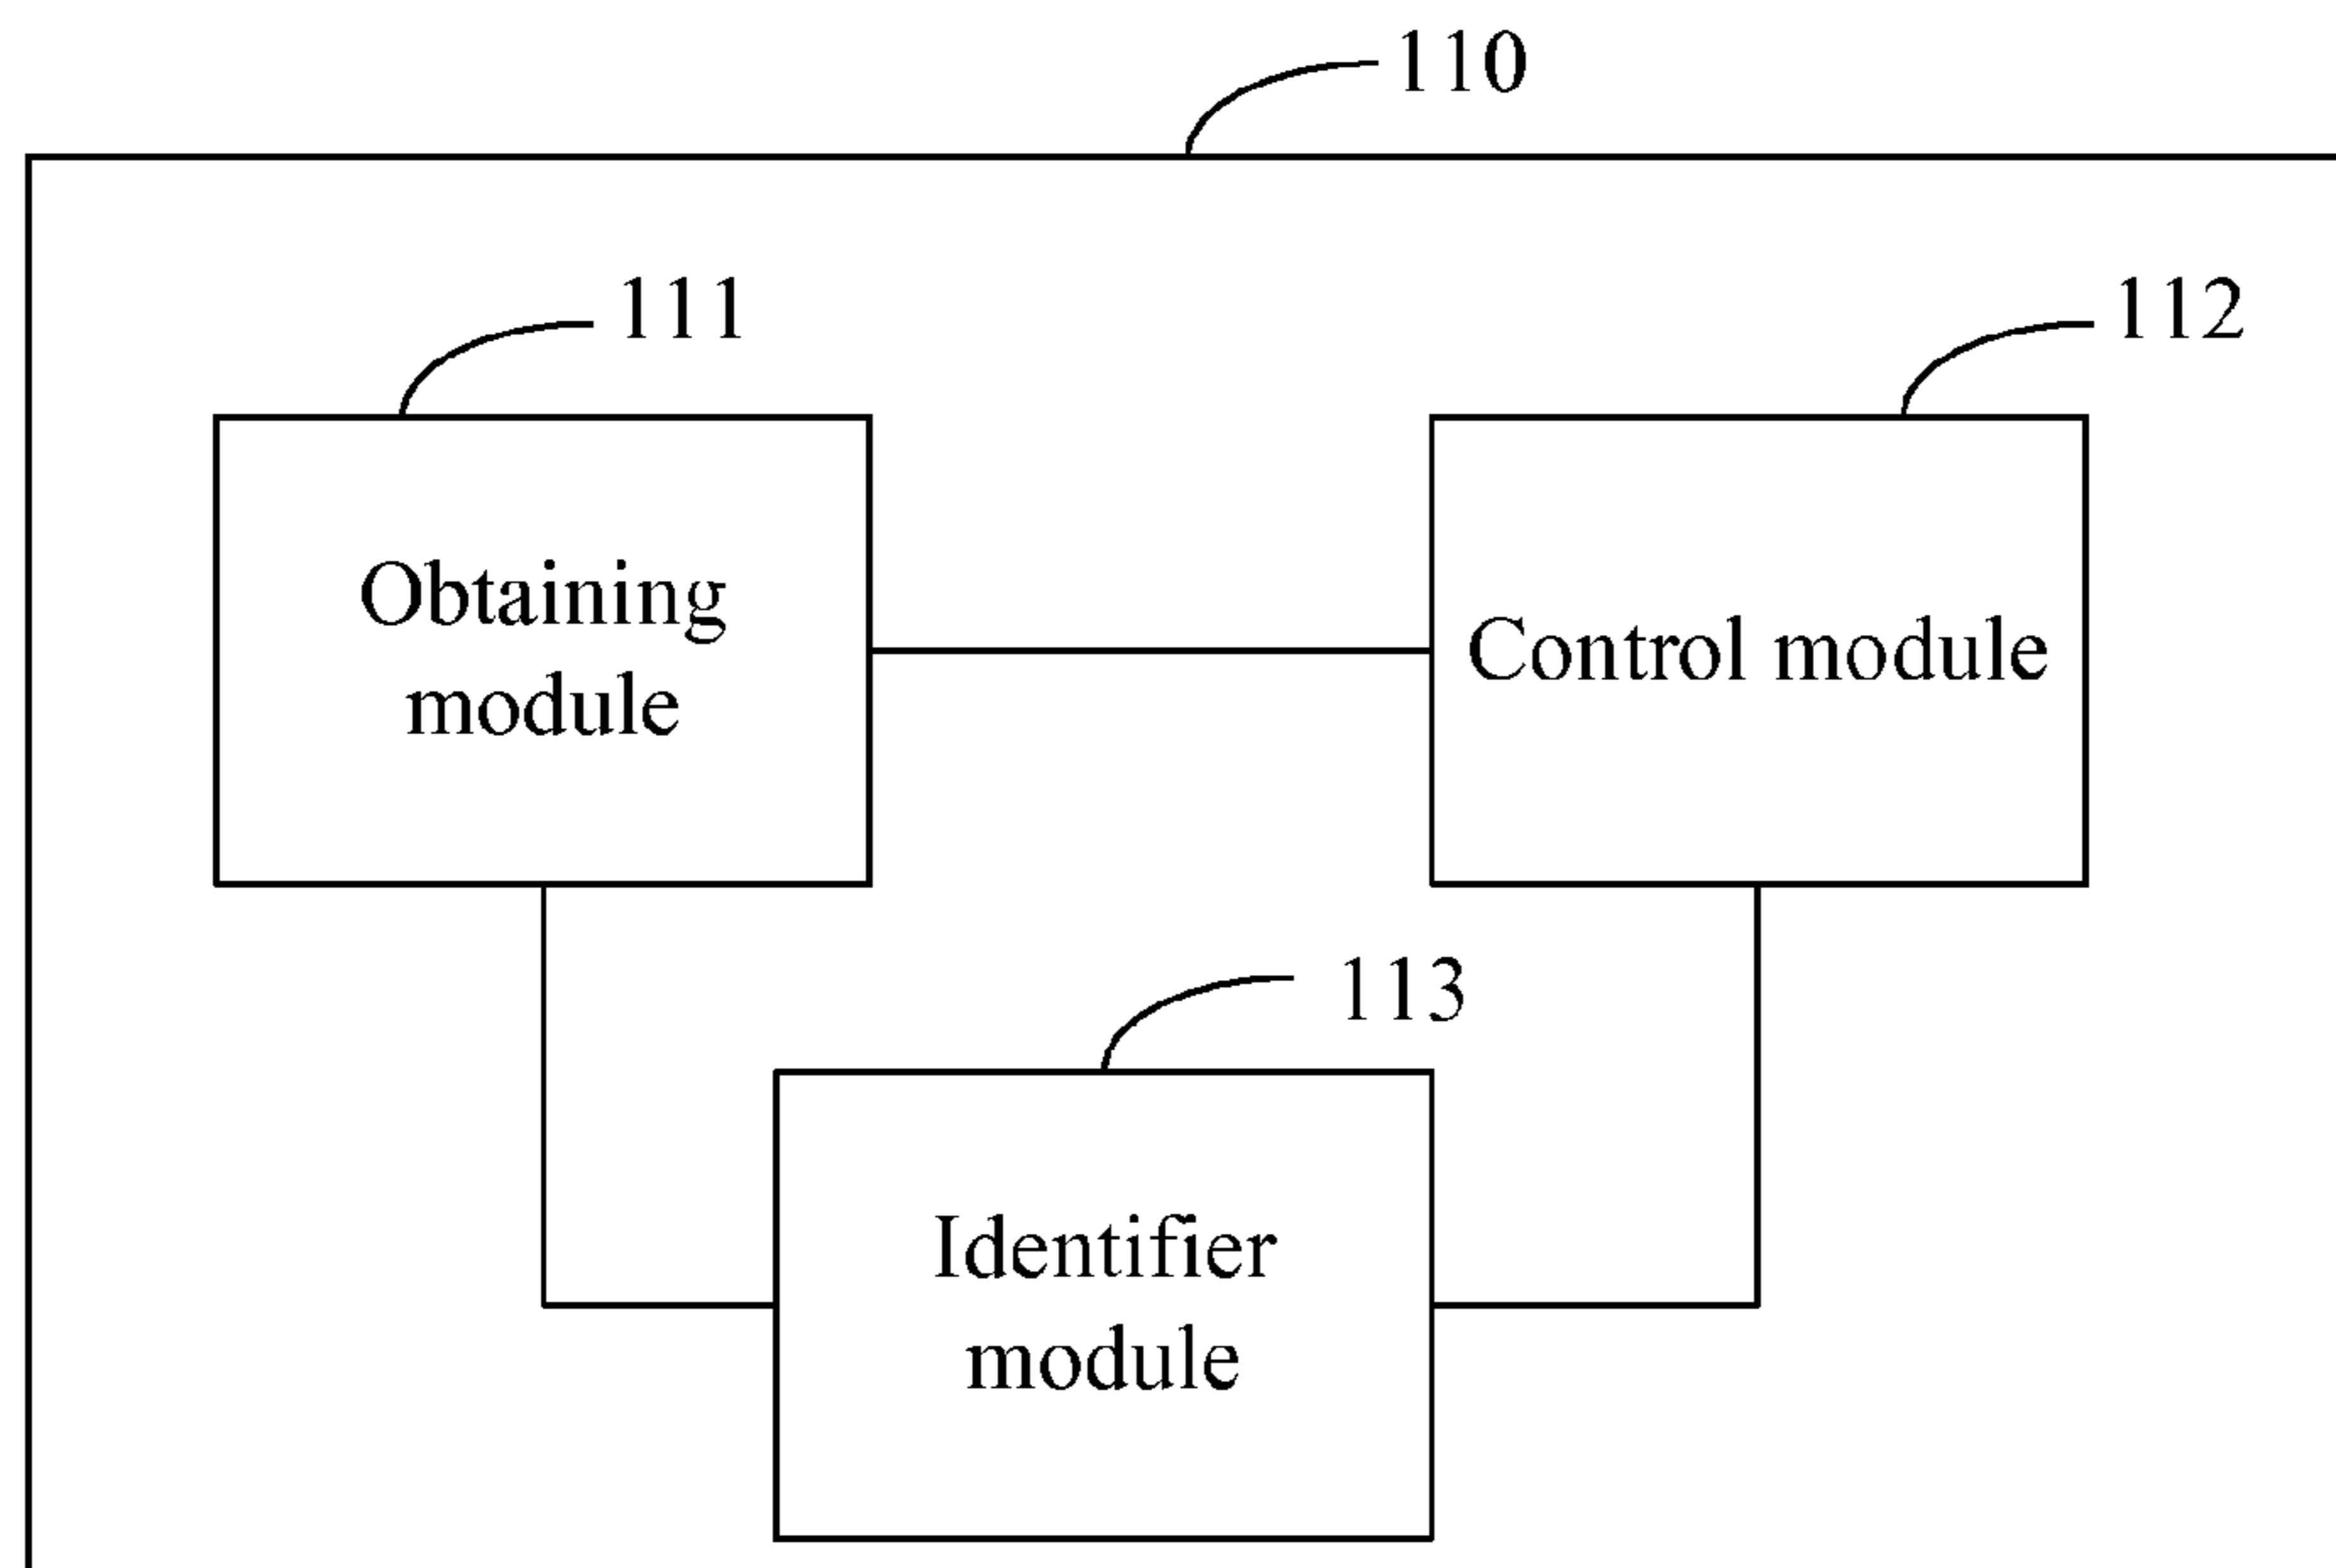 110
111
112
Obtaining
module
Control module
113
Identifier
module